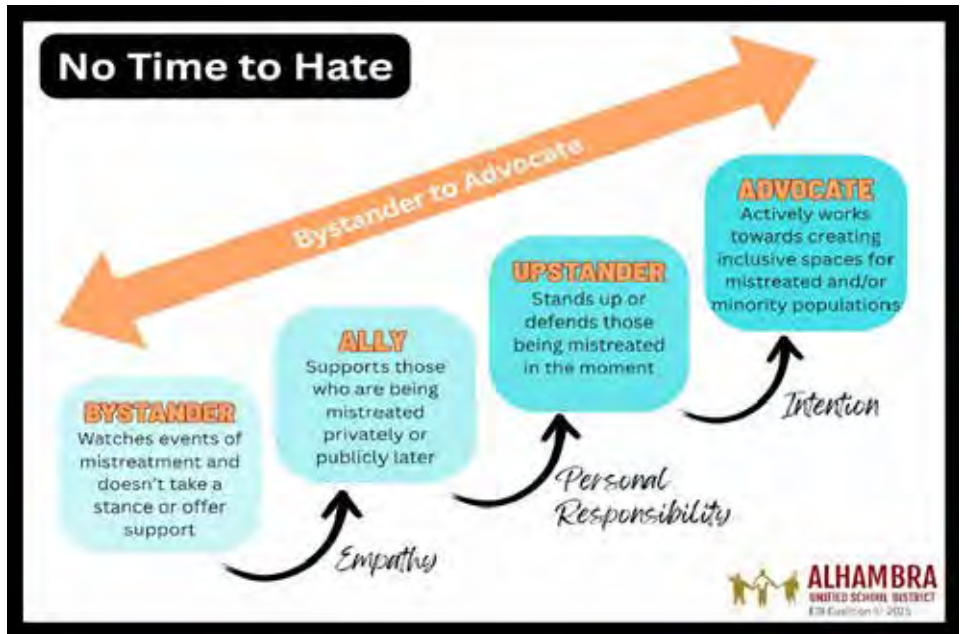 No Time to Hate
Bystander to Advocate
BYSTANDER
Watches events of
mistreatment and
doesn't take a
stance or offer
support
Empathy
ALLY
Supports those
who are being
mistreated
privately or
publicly later
Personal
Responsibility
UPSTANDER
Stands up or
defends those
being mistreated
in the moment
Intention
ADVOCATE
Actively works
towards creating
inclusive spaces for
mistreated and/or
minority populations
ALHAMBRA
UNIFIED SCHOOL DISTRICT
Coalition © 2025